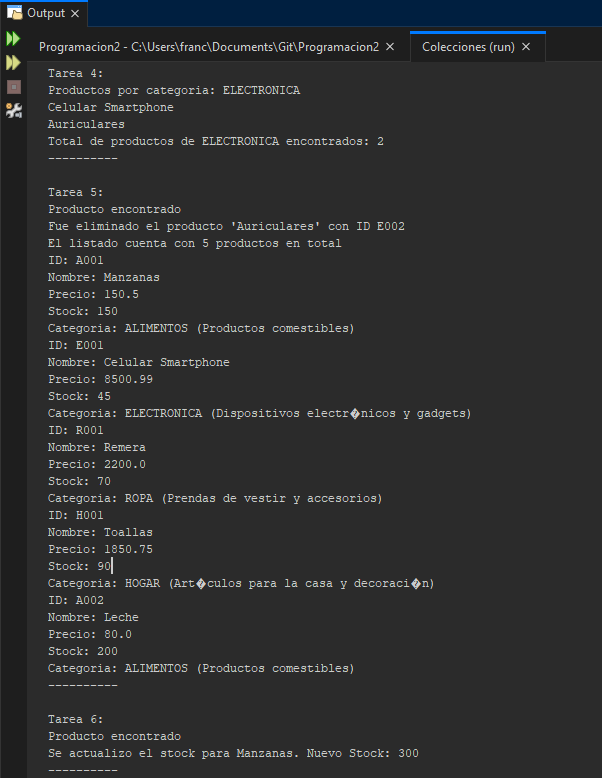 Output
Programacion2 - C:\Users\franc\Documents\Git\Programacion2
Colecciones (run)
Tarea 4:
Productos por categoria: ELECTRONICA
Celular Smartphone
Auriculares
Total de productos de ELECTRONICA encontrados: 2
----------
Tarea 5:
Producto encontrado
Fue eliminado el producto 'Auriculares' con ID E002
El listado cuenta con 5 productos en total
ID: A001
Nombre: Manzanas
Precio: 150.5
Stock: 150
Categoria: ALIMENTOS (Productos comestibles)
ID: E001
Nombre: Celular Smartphone
Precio: 8500.99
Stock: 45
Categoria: ELECTRONICA (Dispositivos electr�nicos y gadgets)
ID: R001
Nombre: Remera
Precio: 2200.0
Stock: 70
Categoria: ROPA (Prendas de vestir y accesorios)
ID: H001
Nombre: Toallas
Precio: 1850.75
Stock: 90
Categoria: HOGAR (Art�culos para la casa y decoraci�n)
ID: A002
Nombre: Leche
Precio: 80.0
Stock: 200
Categoria: ALIMENTOS (Productos comestibles)
----------
Tarea 6:
Producto encontrado
Se actualizo el stock para Manzanas. Nuevo Stock: 300
----------